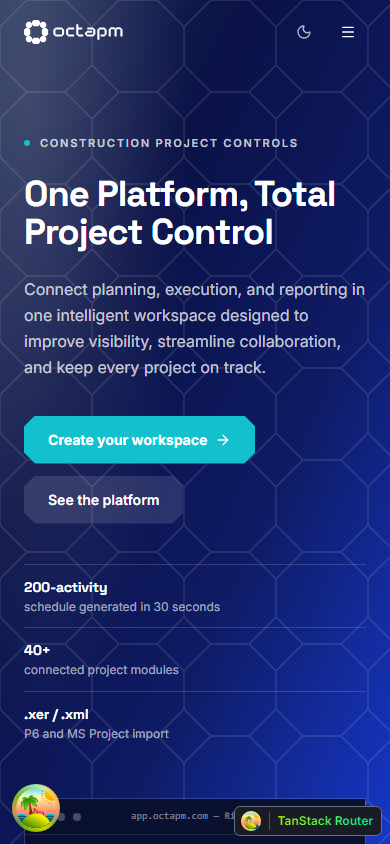 octapm
CONSTRUCTION PROJECT CONTROLS
One Platform, Total
Project Control
Connect planning, execution, and reporting in
one intelligent workspace designed to
improve visibility, streamline collaboration,
and keep every project on track.
Create your workspace →
See the platform
200-activity
schedule generated in 30 seconds
40+
connected project modules
.xer / .xml
P6 and MS Project import
app.octapm.com —
TanStack Router